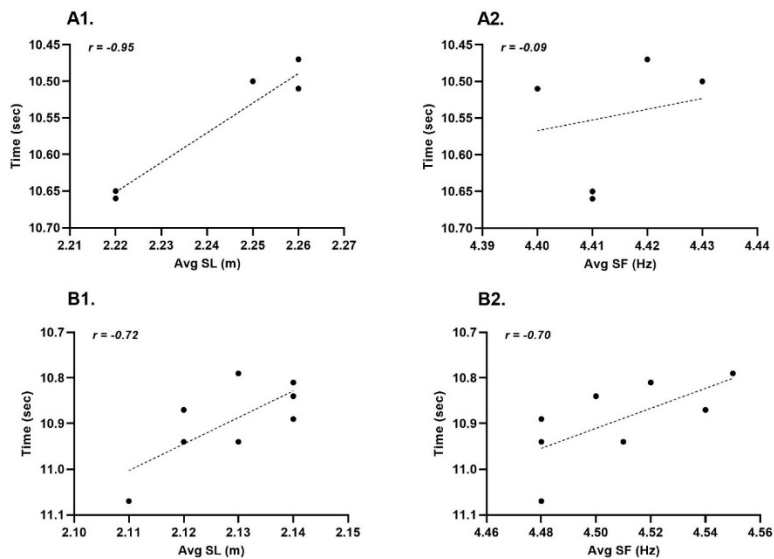 A1.
r = -0.95
Time (sec)
10.45
10.50
10.55
10.60
10.65
10.70
2.21 2.22 2.23 2.24 2.25 2.26 2.27
Avg SL (m)
A2.
r = -0.09
Time (sec)
10.45
10.50
10.55
10.60
10.65
10.70
4.39 4.40 4.41 4.42 4.43 4.44
Avg SF (Hz)
B1.
r = -0.72
Time (sec)
10.7
10.8
10.9
11.0
11.1
2.10 2.11 2.12 2.13 2.14 2.15
Avg SL (m)
B2.
r = -0.70
Time (sec)
10.7
10.8
10.9
11.0
11.1
4.46 4.48 4.50 4.52 4.54 4.56
Avg SF (Hz)